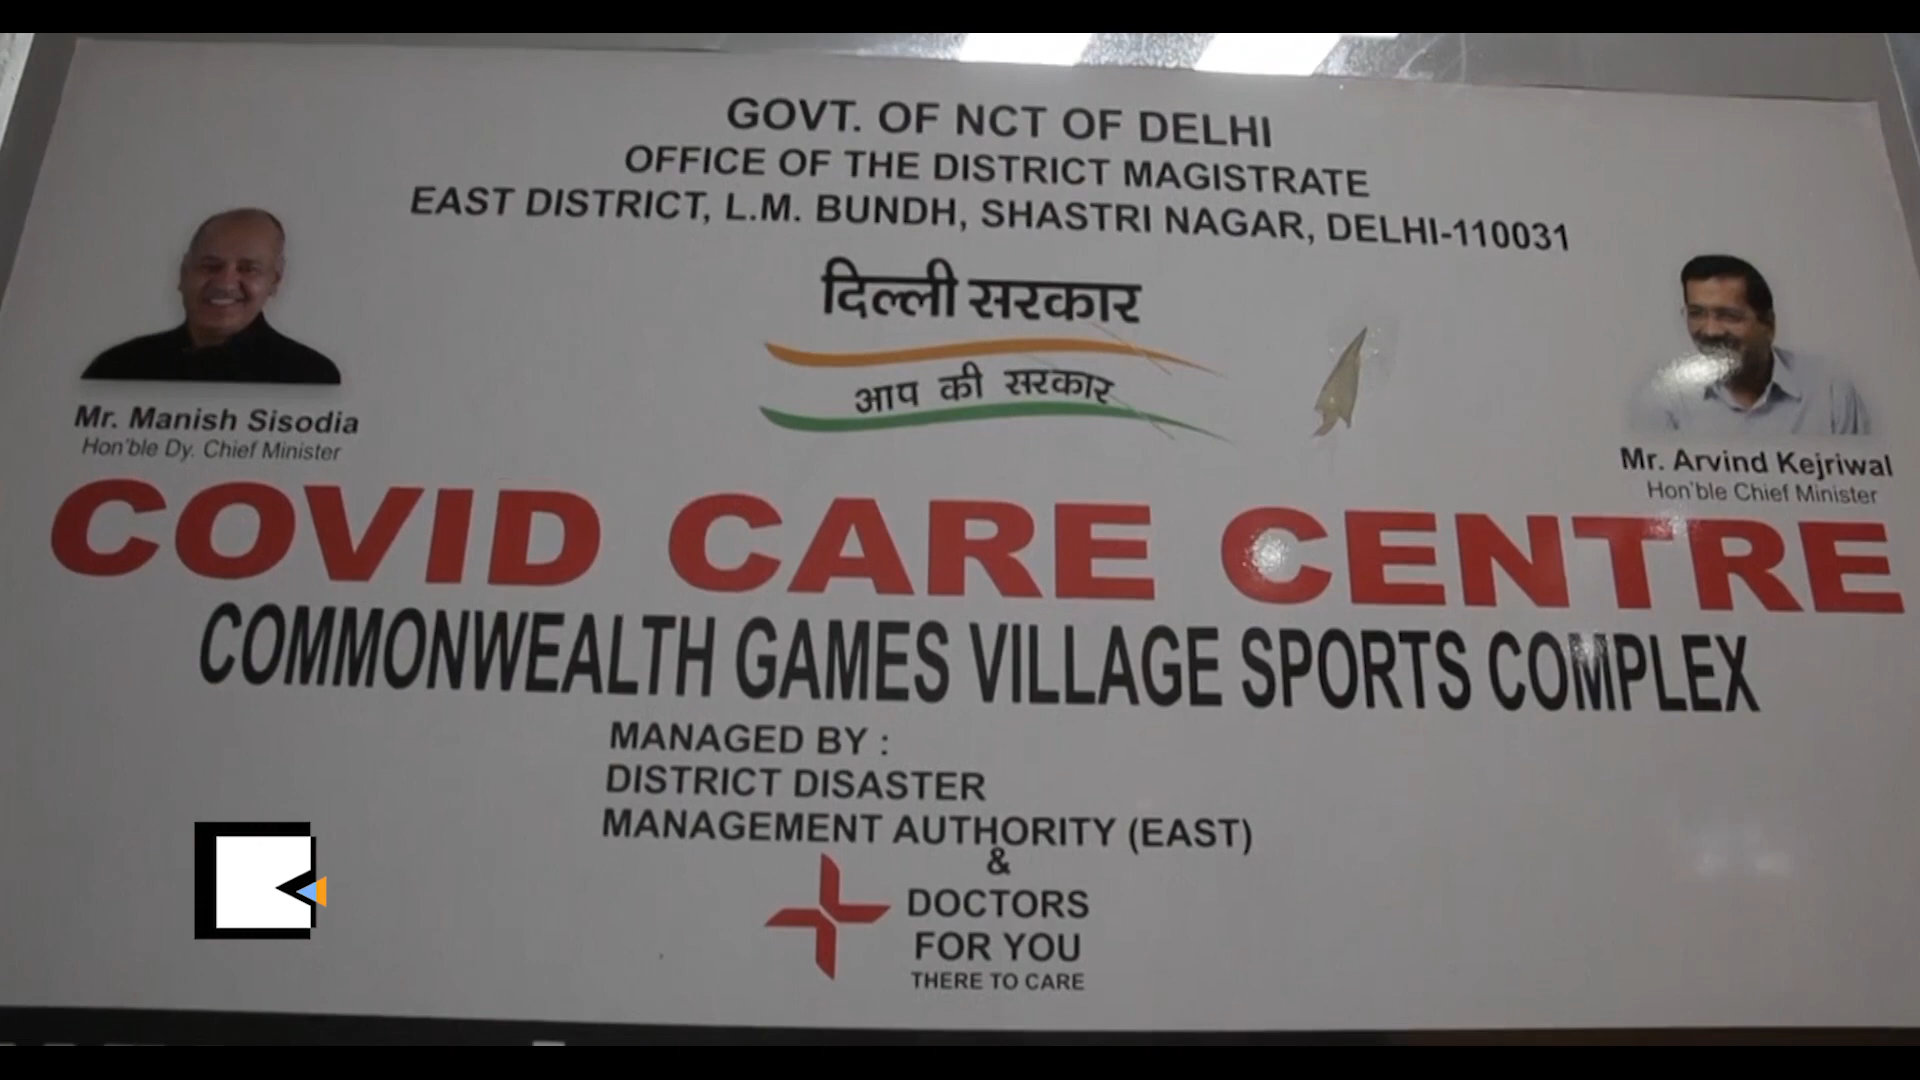 GOVT. OF NCT OF DELHI
OFFICE OF THE DISTRICT MAGISTRATE
EAST DISTRICT, L.M. BUNDH, SHASTRI NAGAR, DELHI-110031
दिल्ली सरकार
आप की सरकार
Mr. Manish Sisodia
Hon'ble Dy. Chief Minister
Mr. Arvind Kejriwal
Hon'ble Chief Minister
COVID CARE CENTRE
COMMONWEALTH GAMES VILLAGE SPORTS COMPLEX
MANAGED BY :
DISTRICT DISASTER
MANAGEMENT AUTHORITY (EAST)
&
DOCTORS
FOR YOU
THERE TO CARE